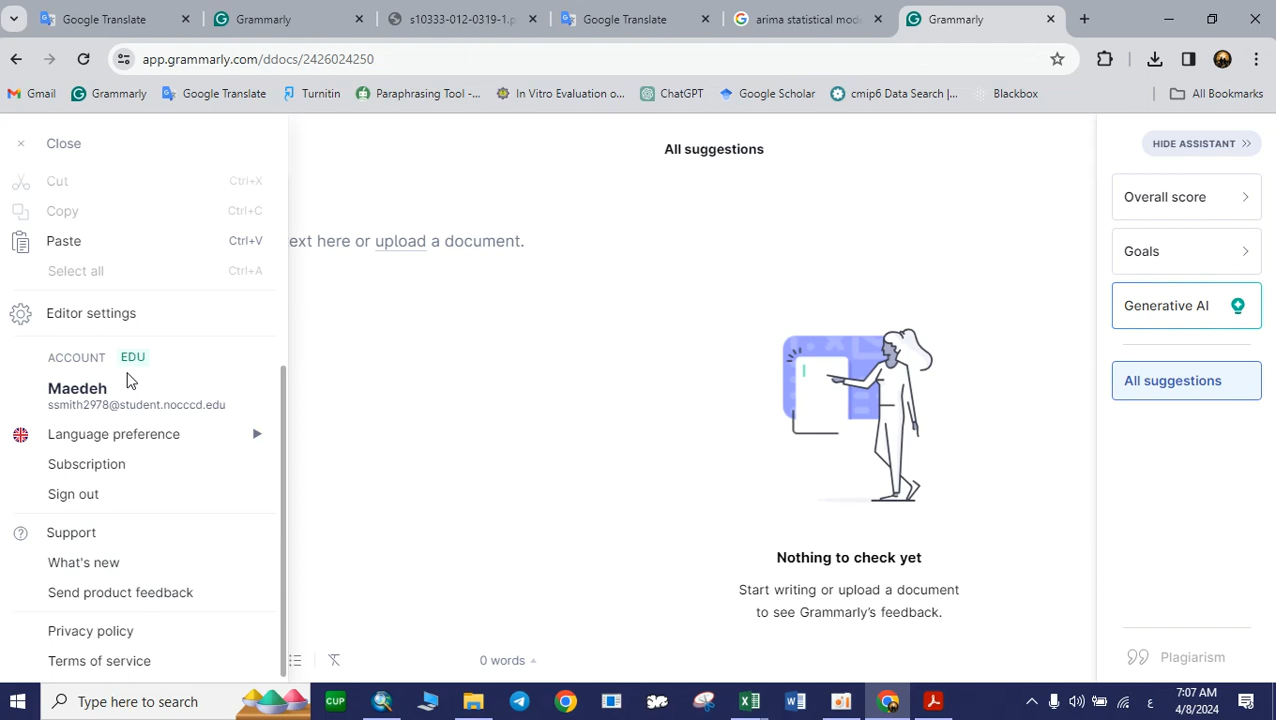 Google Translate
Grammarly
s10333-012-0319-1.p
Google Translate
arima statistical mode
Grammarly
app.grammarly.com/ddocs/2426024250
Gmail
Grammarly
Google Translate
Turnitin
Paraphrasing Tool -...
In Vitro Evaluation o...
ChatGPT
Google Scholar
cmip6 Data Search |...
Blackbox
All Bookmarks
Close
Cut Ctrl+X
Copy Ctrl+C
Paste Ctrl+V
Select all Ctrl+A
Editor settings
ACCOUNT EDU
Maedeh
ssmith2978@student.nocccd.edu
Language preference
Subscription
Sign out
Support
What's new
Send product feedback
Privacy policy
Terms of service
All suggestions
ext here or upload a document.
Nothing to check yet
Start writing or upload a document
to see Grammarly's feedback.
0 words
HIDE ASSISTANT
Overall score
Goals
Generative AI
All suggestions
Plagiarism
Type here to search
CUP
ع
7:07 AM
4/8/2024